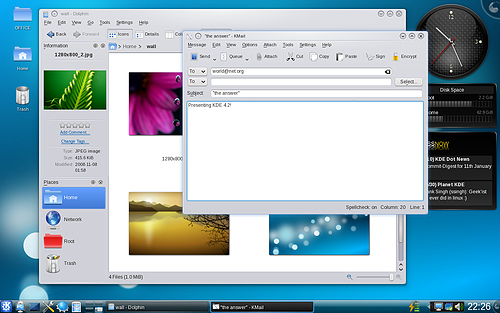 OFFICE
Home
Trash
wall - Dolphin
File Edit View Go Tools Settings Help
Back Forward Icons Details
Information
1280x800_2.jpg
Add Comment...
Change Tags...
Type: JPEG image
Size: 415.6 KiB
Modified: 2008-11-08
01:58
Places
Home
Network
Root
Trash
Home > wall
1280x800
4 Files (1.0 MiB)
"the answer" - KMail
Message Edit View Options Attach Tools Settings Help
Send Queue Attach Cut Copy Paste Sign Encrypt
To world@net.org
To Select...
Subject: "the answer"
Presenting KDE 4.2!
Spellcheck: on Column: 20 Line: 1
Disk Space
KDE Dot News
ommit-Digest for 11th January
Planet KDE
nk Singh (ssingh): Geek'ist
ever did in linux :)
wall - Dolphin
"the answer" - KMail
22:26